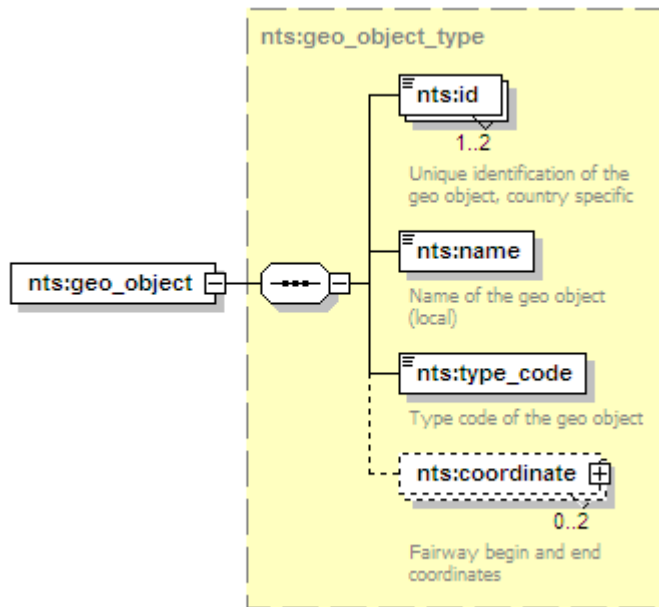 nts:geo_object_type
nts:id
1..2
Unique identification of the
geo object, country specific
nts:name
Name of the geo object
(local)
nts:geo_object
nts:type_code
Type code of the geo object
nts:coordinate
0..2
Fairway begin and end
coordinates